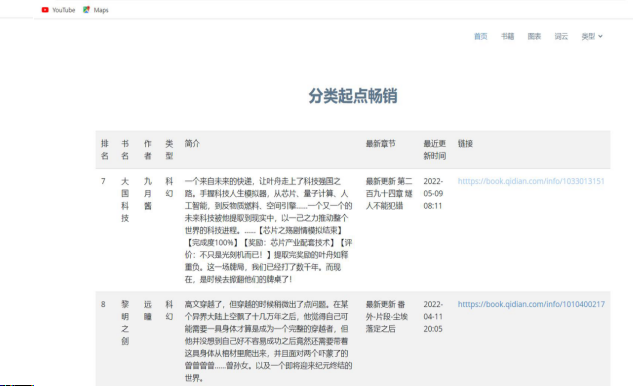 YouTube Maps
首页 书籍 图表 词云 类型
分类起点畅销
排名 书名 作者 类型 简介 最新章节 最近更新时间 链接
7 大国科技 九月酱 科幻
一个来自未来的快递，让叶舟走上了科技强国之
路。手握科技人生模拟器，从芯片、量子计算、人
工智能，到反物质燃料、空间引擎……一个又一个的
未来科技被他提取到现实中，以一己之力推动整个
世界的科技进程。……【芯片之殇剧情模拟结束】
【完成度100%】【奖励：芯片产业配套技术】【评
价：不只是光刻机而已！】提取完奖励的叶舟如释
重负。这一场牌局，我们已经打了数千年。而现
在，是时候去掀翻他们的牌桌了！
最新更新 第二
百九十四章 燧
人不能犯错
2022-
05-09
08:11
htttps://book.qidian.com/info/1033013151
8 黎明之剑 远瞳 科幻
高文穿越了，但穿越的时候稍微出了点问题。在某
个异界大陆上空飘了十几万年之后，他觉得自己可
能需要一具身体才算是成为一个完整的穿越者，但
他并没想到自己好不容易成功之后竟然还需要带着
这具身体从棺材里爬出来，并且面对两个吓蒙了的
曾曾曾曾……曾孙女。以及一个即将迎来纪元终结的
世界。
最新更新 番
外·片段·尘埃
落定之后
2022-
04-11
20:05
htttps://book.qidian.com/info/1010400217